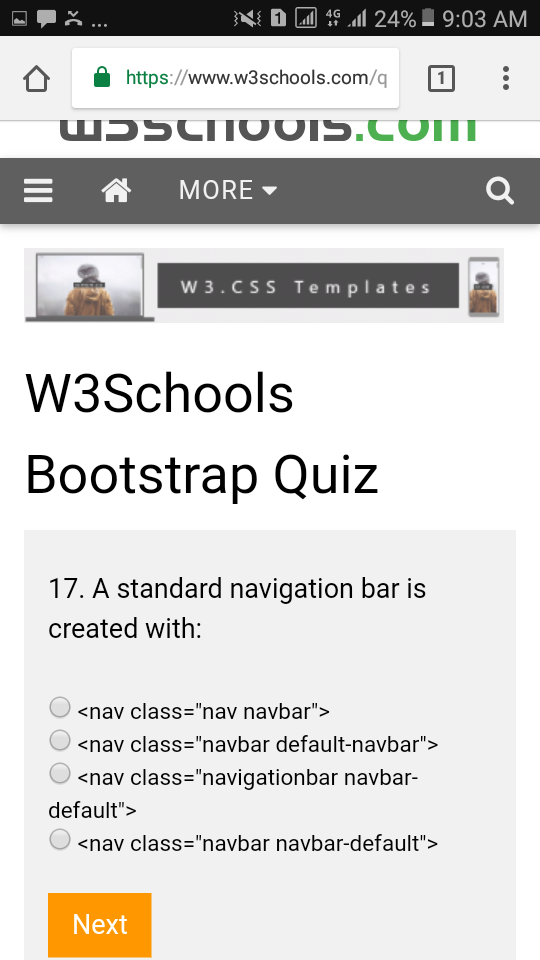 ... 1 4G 24% 9:03 AM
https://www.w3schools.com/q 1
w3schools.com
MORE
W3.CSS Templates
W3Schools
Bootstrap Quiz
17. A standard navigation bar is
created with:
<nav class="nav navbar">
<nav class="navbar default-navbar">
<nav class="navigationbar navbar-
default">
<nav class="navbar navbar-default">
Next